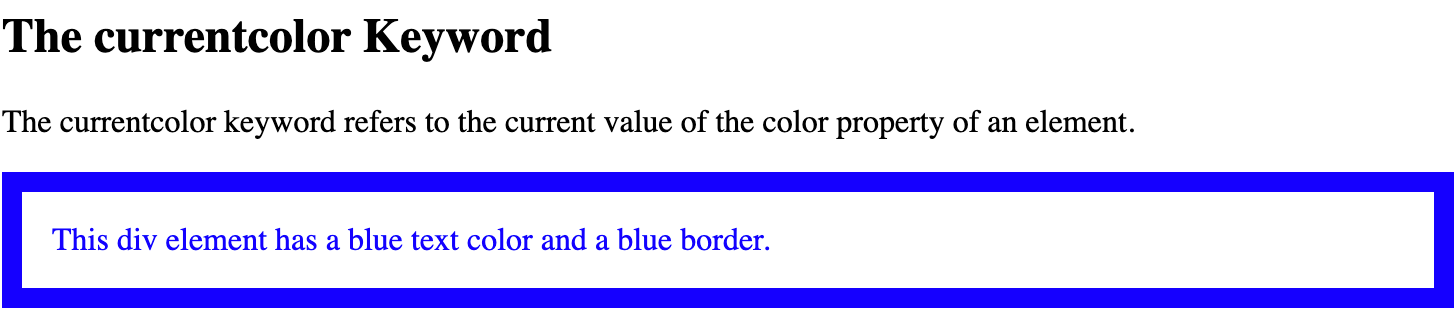 The currentcolor Keyword
The currentcolor keyword refers to the current value of the color property of an element.
This div element has a blue text color and a blue border.